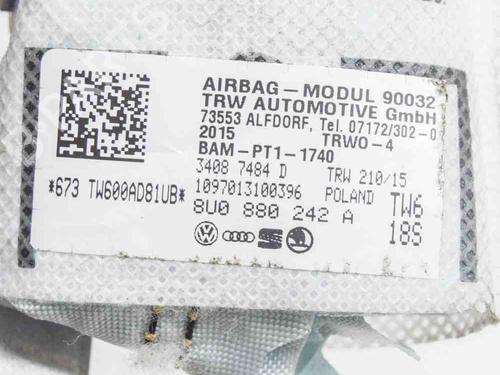 AIRBAG-MODUL 90032
TRW AUTOMOTIVE GmbH
73553 ALFDORF, Tel. 07172/302-0
2015 TRWO-4
BAM-PT1-1740
3408 7484 D TRW 210/15
*673 TW600AD81UB*
1097013100396 POLAND
8U0 880 242 A TW6
18S